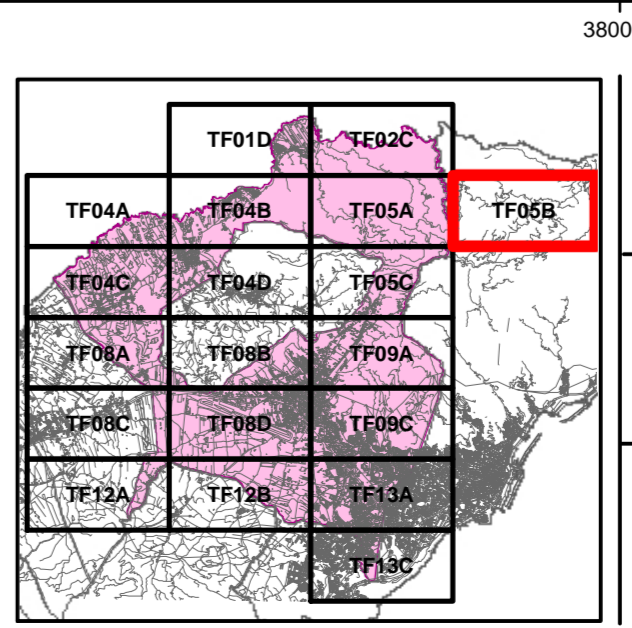 3800
TF01D TF02C
TF04A TF04B TF05A TF05B
TF04C TF04D TF05C
TF08A TF08B TF09A
TF08C TF08D TF09C
TF12A TF12B TF13A
TF13C